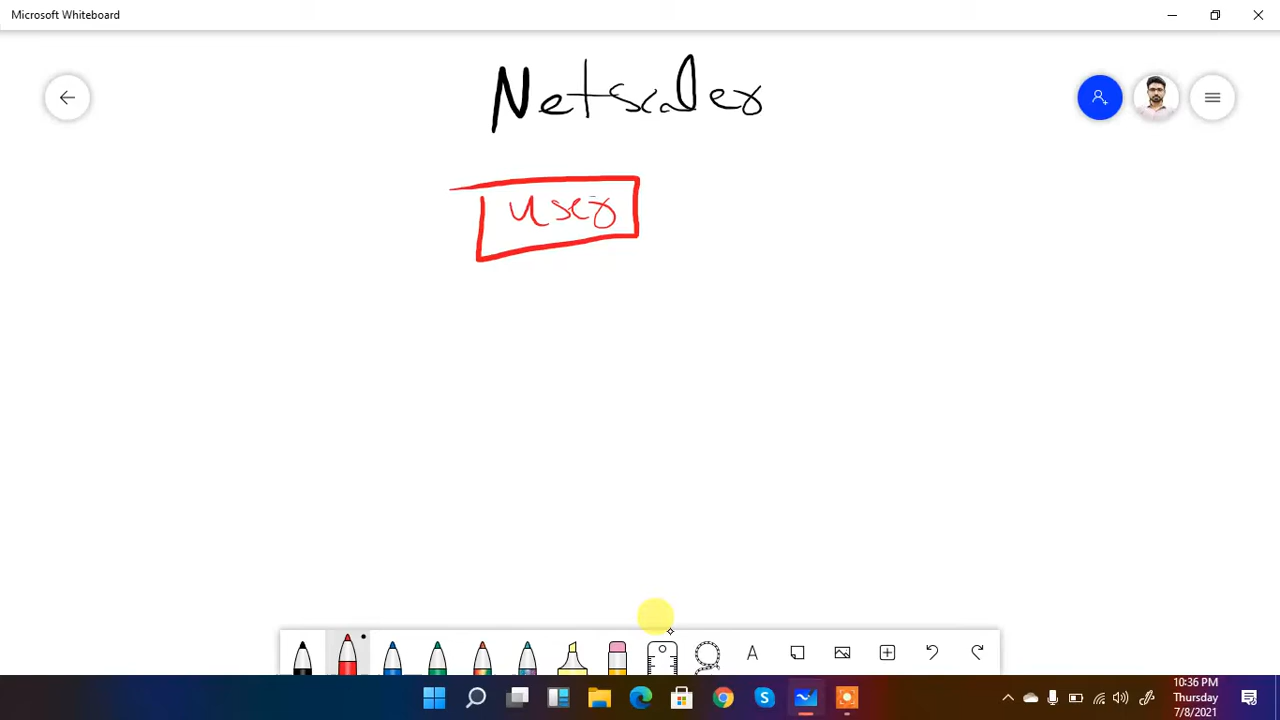 Microsoft Whiteboard
Netscaler
user
A
10:36 PM
Thursday
7/8/2021